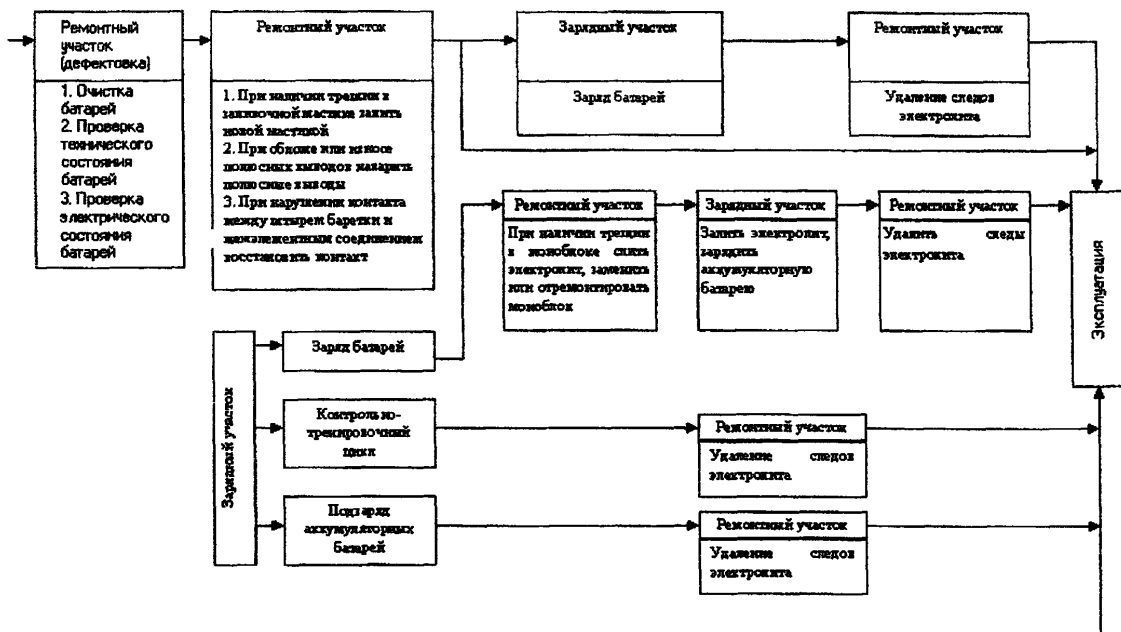 Ремонтный
участок
(дефектовка)
1. Очистка
батарей
2. Проверка
технического
состояния
батарей
3. Проверка
электрического
состояния
батарей
Ремонтный участок
1. При наличии трещин в
заливочной мастике залить
новой мастикой
2. При обломе или износе
полюсных выводов наварить
полюсные выводы
3. При нарушении контакта
между штырем баретки и
межэлементным соединением
восстановить контакт
Зарядный участок
Заряд батарей
Ремонтный участок
Удаление следов
электролита
Ремонтный участок
При наличии трещин
в моноблоке слить
электролит, заменить
или отремонтировать
моноблок
Зарядный участок
Залить электролит,
зарядить
аккумуляторную
батарею
Ремонтный участок
Удалить следы
электролита
Эксплуатация
Зарядный участок
Заряд батарей
Контрольно-
тренировочный
цикл
Ремонтный участок
Удаление следов
электролита
Подзаряд
аккумуляторных
батарей
Ремонтный участок
Удаление следов
электролита